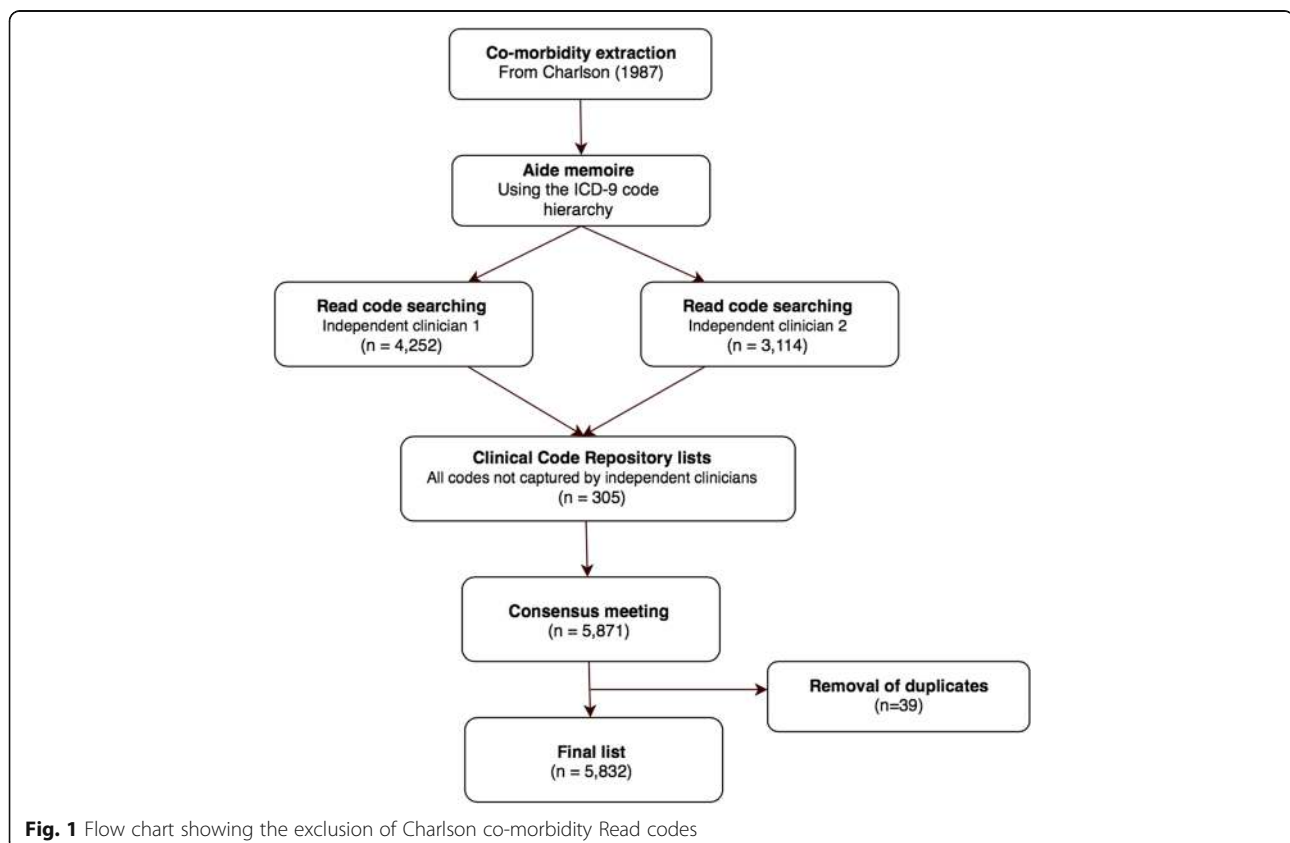 Co-morbidity extraction
From Charlson (1987)
Aide memoire
Using the ICD-9 code
hierarchy
Read code searching
Independent clinician 1
(n = 4,252)
Read code searching
Independent clinician 2
(n = 3,114)
Clinical Code Repository lists
All codes not captured by independent clinicians
(n = 305)
Consensus meeting
(n = 5,871)
Removal of duplicates
(n=39)
Final list
(n = 5,832)
Fig. 1 Flow chart showing the exclusion of Charlson co-morbidity Read codes